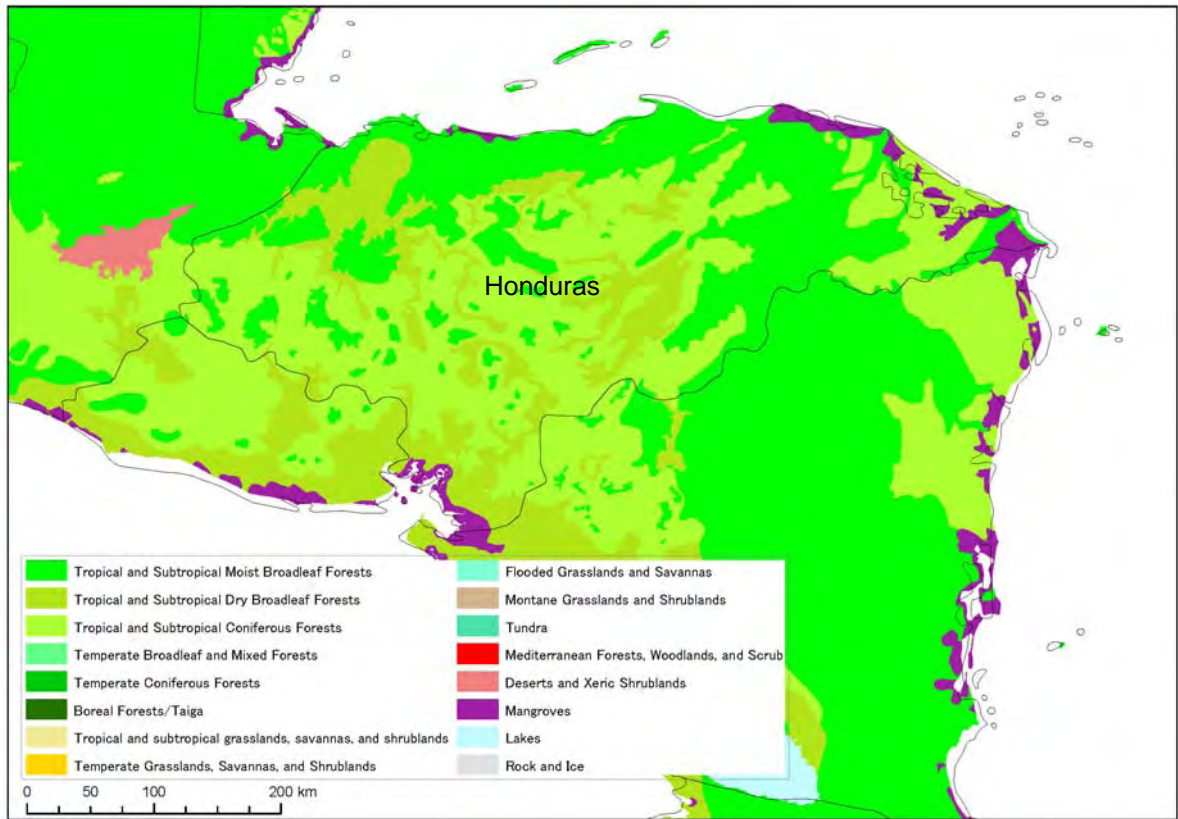 Honduras
Tropical and Subtropical Moist Broadleaf Forests
Tropical and Subtropical Dry Broadleaf Forests
Tropical and Subtropical Coniferous Forests
Temperate Broadleaf and Mixed Forests
Temperate Coniferous Forests
Boreal Forests/Taiga
Tropical and subtropical grasslands, savannas, and shrublands
Temperate Grasslands, Savannas, and Shrublands
Flooded Grasslands and Savannas
Montane Grasslands and Shrublands
Tundra
Mediterranean Forests, Woodlands, and Scrub
Deserts and Xeric Shrublands
Mangroves
Lakes
Rock and Ice
0 50 100 200 km